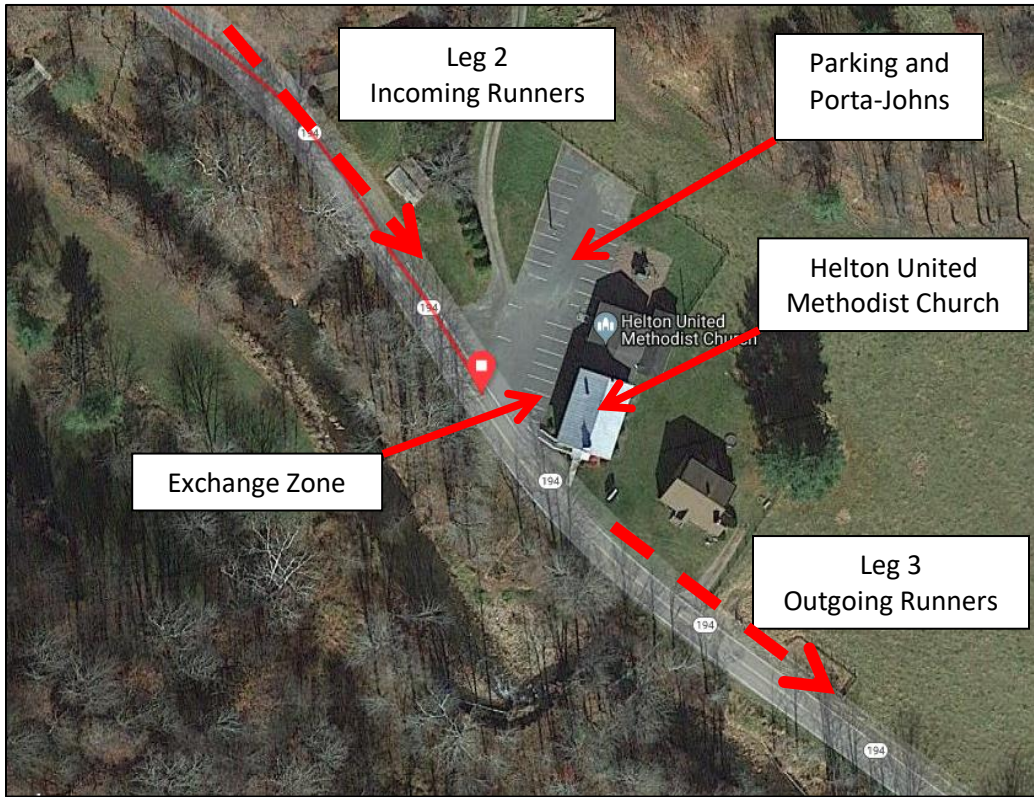 Leg 2
Incoming Runners
Parking and
Porta-Johns
194
Helton United
Methodist Church
194
Helton United
Methodist Church
Exchange Zone
194
Leg 3
Outgoing Runners
194
194